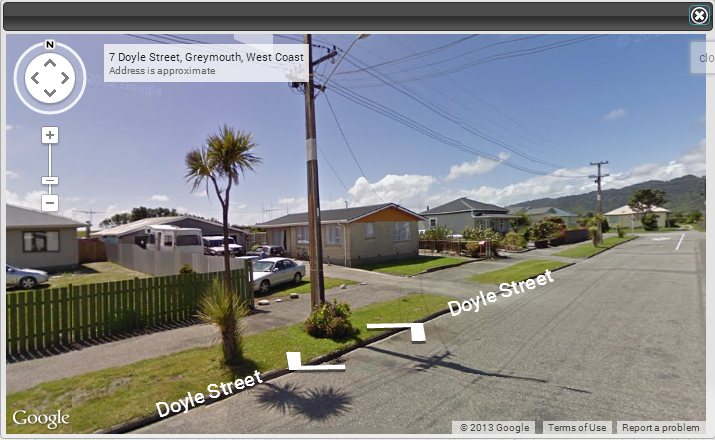 N
7 Doyle Street, Greymouth, West Coast
Address is approximate
clo
Doyle Street
Doyle Street
Google
© 2013 Google
Terms of Use
Report a problem